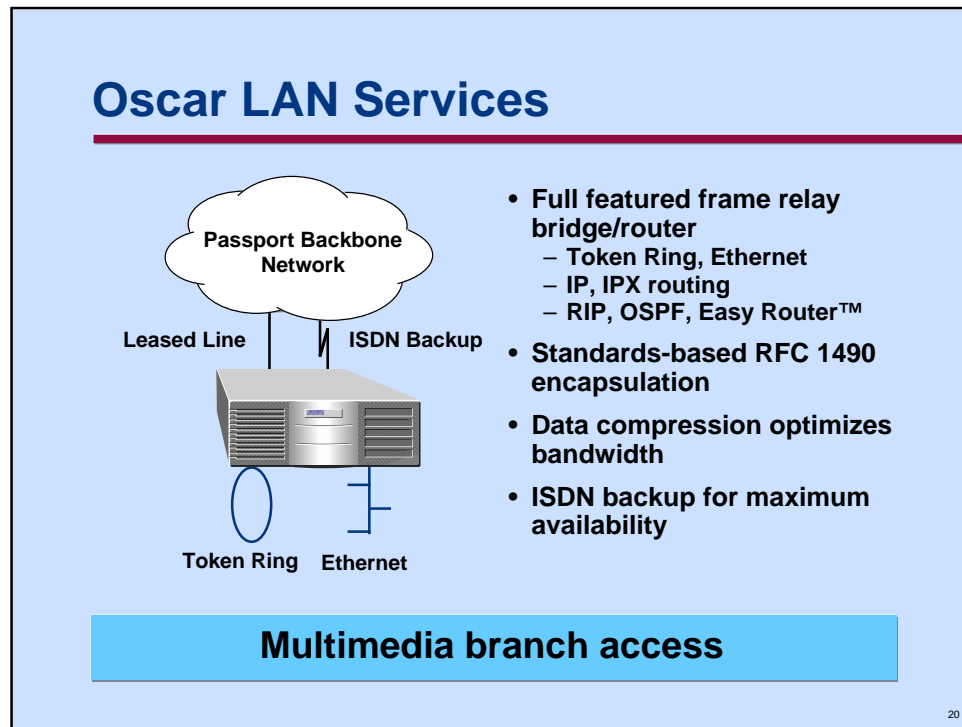 Oscar LAN Services
Passport Backbone
Network
Leased Line
ISDN Backup
Token Ring
Ethernet
• Full featured frame relay
bridge/router
– Token Ring, Ethernet
– IP, IPX routing
– RIP, OSPF, Easy Router™
• Standards-based RFC 1490
encapsulation
• Data compression optimizes
bandwidth
• ISDN backup for maximum
availability
Multimedia branch access
20